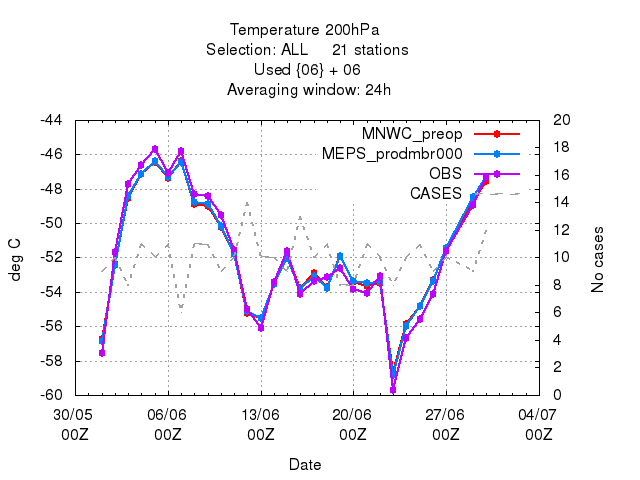 Temperature 200hPa
Selection: ALL 21 stations
Used {06} + 06
Averaging window: 24h
-44
-46
-48
-50
-52
-54
-56
-58
-60
deg C
20
18
16
14
12
10
8
6
4
2
0
No cases
MNWC_preop
MEPS_prodmbr000
OBS
CASES
30/05 06/06 13/06 20/06 27/06 04/07
00Z 00Z 00Z 00Z 00Z 00Z
Date